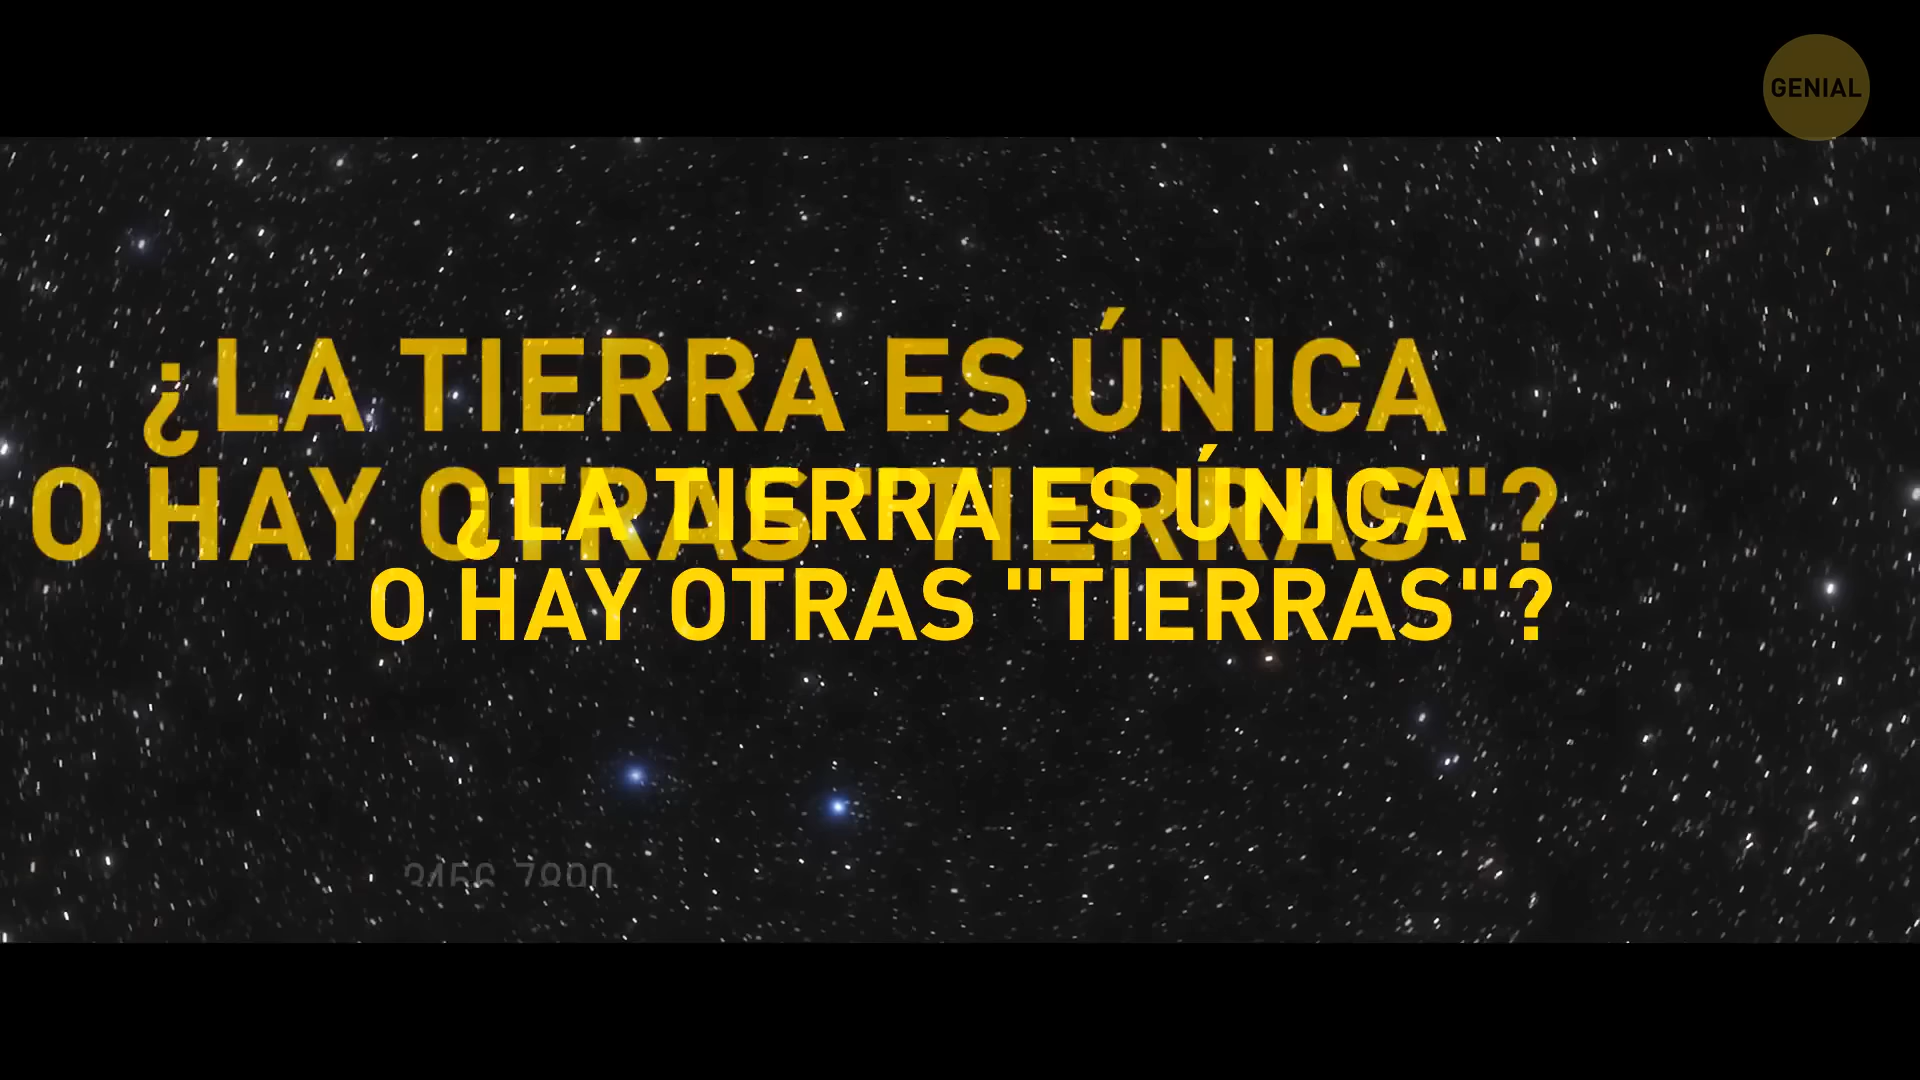 GENIAL
¿LA TIERRA ES ÚNICA
O HAY OTRAS "TIERRAS"?
¿LA TIERRA ES ÚNICA
O HAY OTRAS "TIERRAS"?